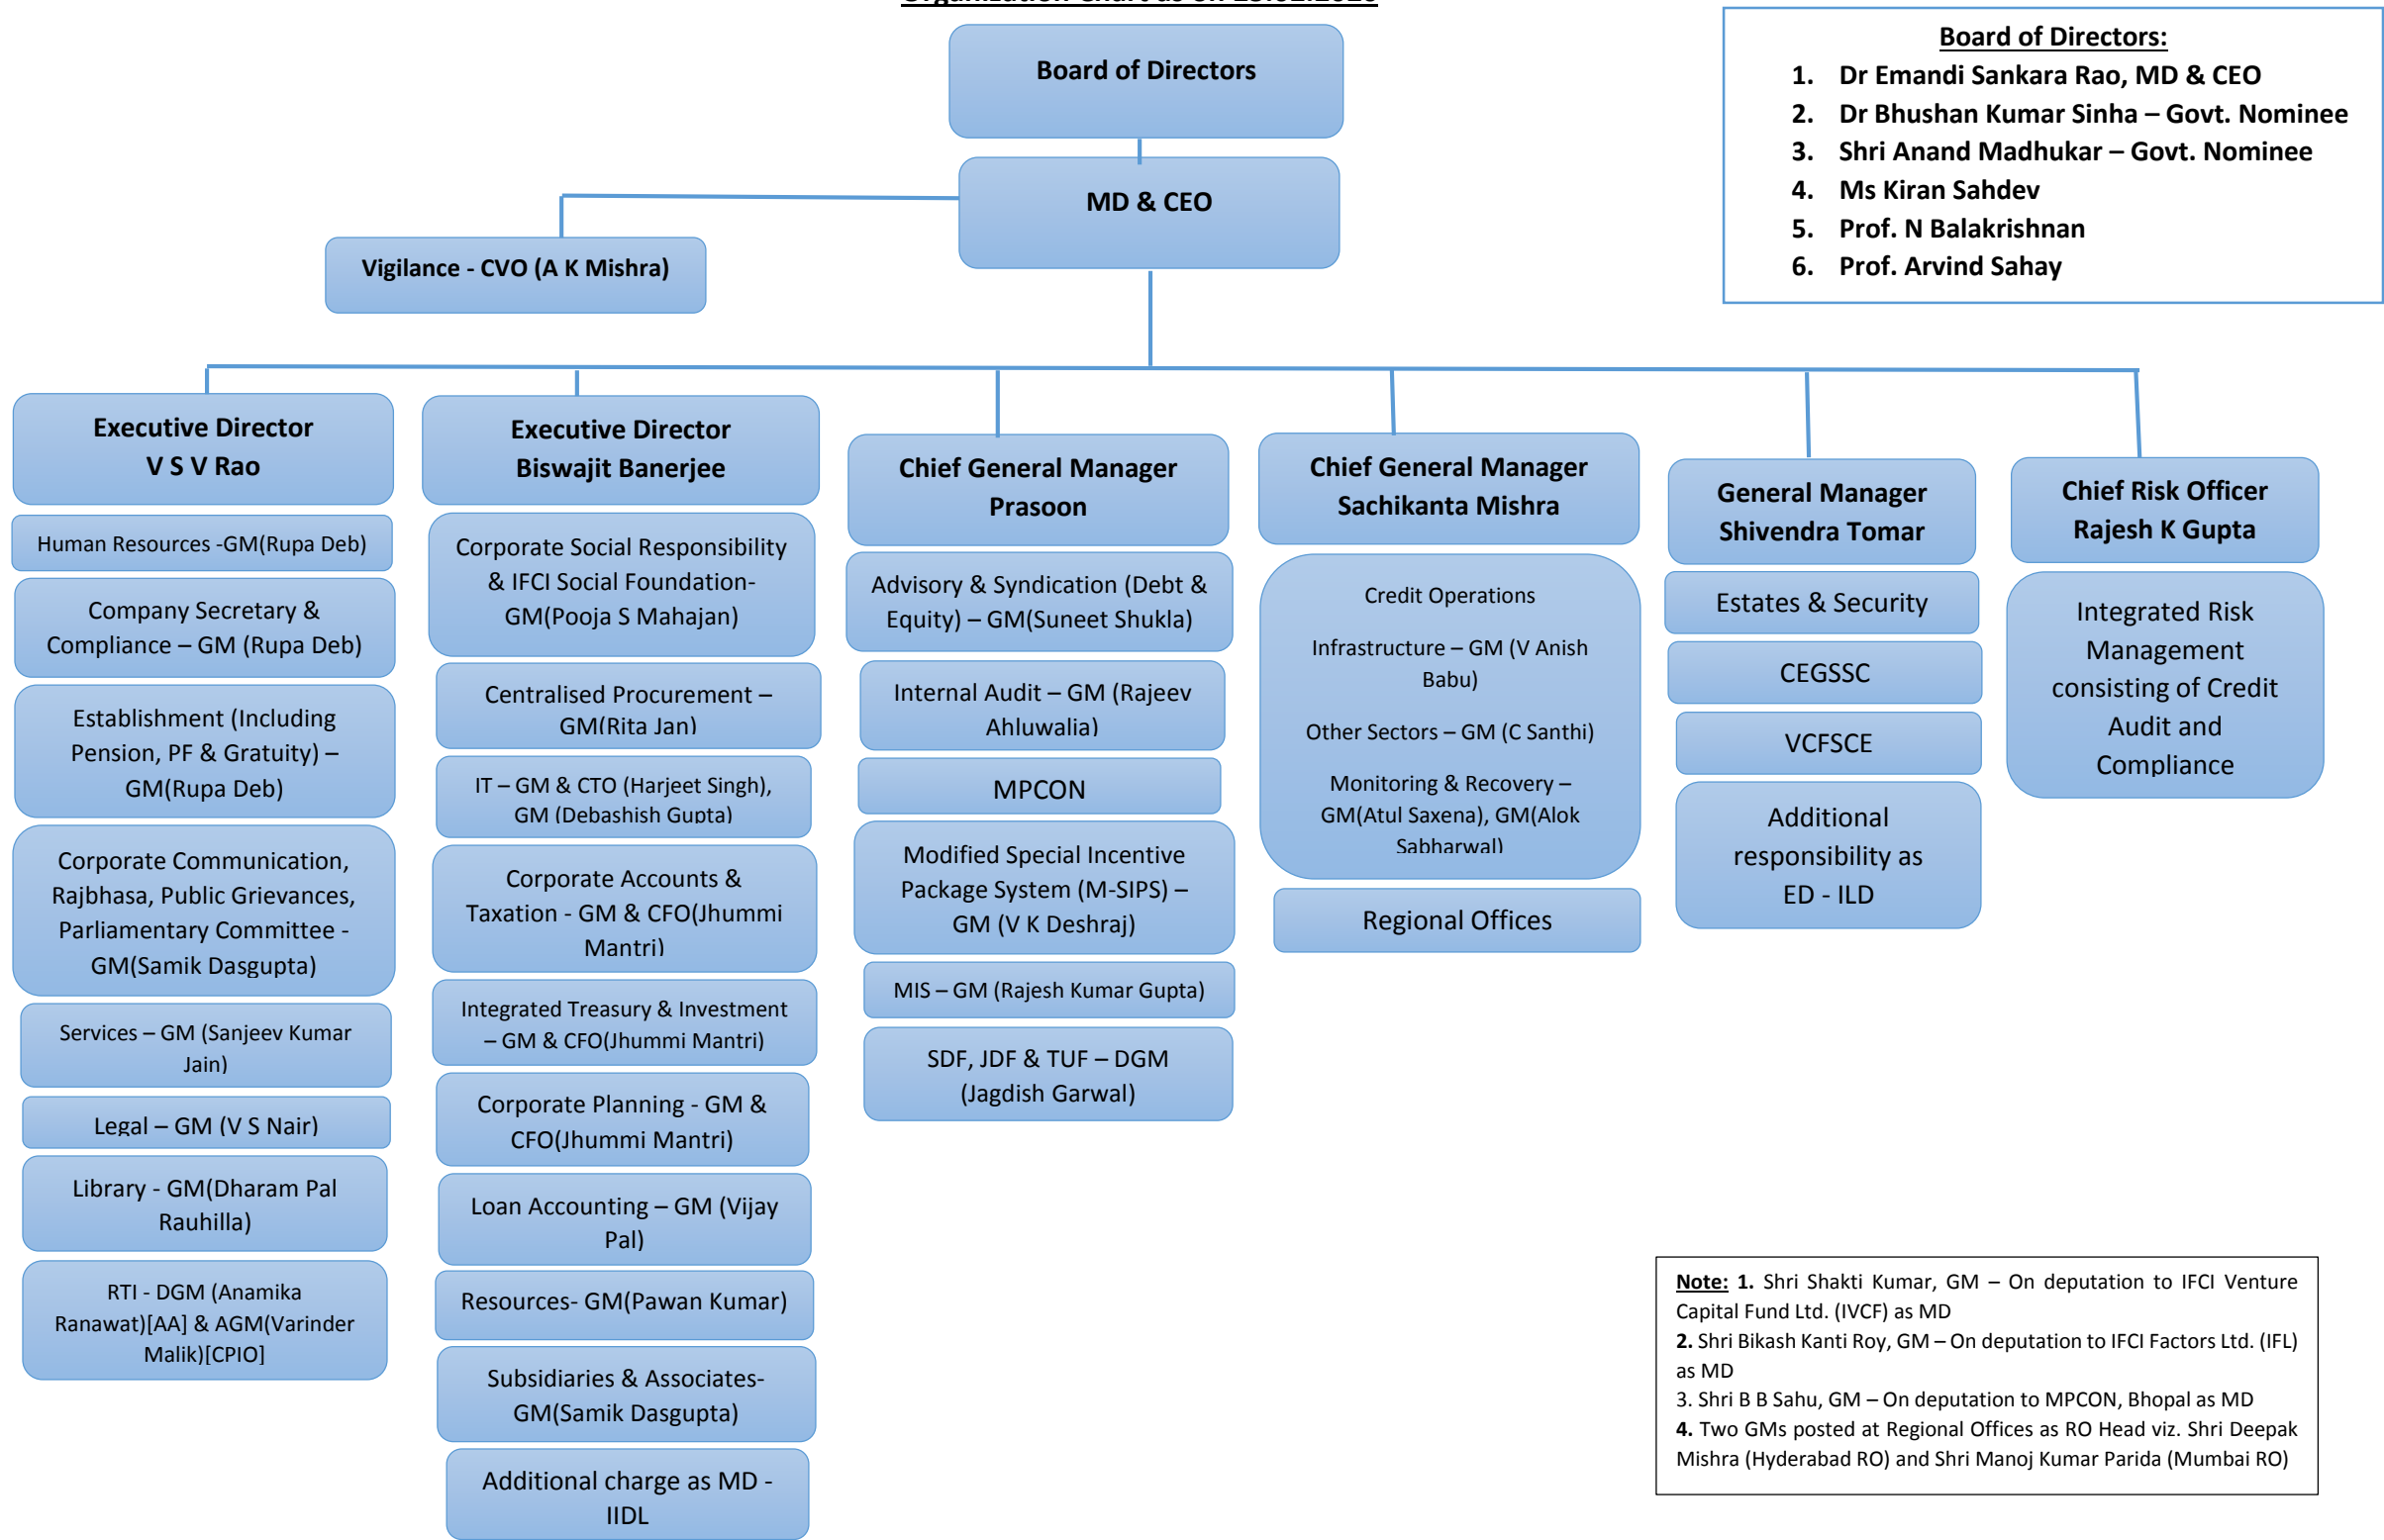 Organization Chart as on
Board of Directors
MD & CEO
Vigilance - CVO (A K Mishra)
Board of Directors:
1. Dr Emandi Sankara Rao, MD & CEO
2. Dr Bhushan Kumar Sinha – Govt. Nominee
3. Shri Anand Madhukar – Govt. Nominee
4. Ms Kiran Sahdev
5. Prof. N Balakrishnan
6. Prof. Arvind Sahay
Executive Director
V S V Rao
Human Resources -GM(Rupa Deb)
Company Secretary &
Compliance – GM (Rupa Deb)
Establishment (Including
Pension, PF & Gratuity) –
GM(Rupa Deb)
Corporate Communication,
Rajbhasa, Public Grievances,
Parliamentary Committee -
GM(Samik Dasgupta)
Services – GM (Sanjeev Kumar
Jain)
Legal – GM (V S Nair)
Library - GM(Dharam Pal
Rauhilla)
RTI - DGM (Anamika
Ranawat)[AA] & AGM(Varinder
Malik)[CPIO]
Executive Director
Biswajit Banerjee
Corporate Social Responsibility
& IFCI Social Foundation-
GM(Pooja S Mahajan)
Centralised Procurement –
GM(Rita Jan)
IT – GM & CTO (Harjeet Singh),
GM (Debashish Gupta)
Corporate Accounts &
Taxation - GM & CFO(Jhummi
Mantri)
Integrated Treasury & Investment
– GM & CFO(Jhummi Mantri)
Corporate Planning - GM &
CFO(Jhummi Mantri)
Loan Accounting – GM (Vijay
Pal)
Resources- GM(Pawan Kumar)
Subsidiaries & Associates-
GM(Samik Dasgupta)
Additional charge as MD -
IIDL
Chief General Manager
Prasoon
Advisory & Syndication (Debt &
Equity) – GM(Suneet Shukla)
Internal Audit – GM (Rajeev
Ahluwalia)
MPCON
Modified Special Incentive
Package System (M-SIPS) –
GM (V K Deshraj)
MIS – GM (Rajesh Kumar Gupta)
SDF, JDF & TUF – DGM
(Jagdish Garwal)
Chief General Manager
Sachikanta Mishra
Credit Operations
Infrastructure – GM (V Anish
Babu)
Other Sectors – GM (C Santhi)
Monitoring & Recovery –
GM(Atul Saxena), GM(Alok
Sabharwal)
Regional Offices
General Manager
Shivendra Tomar
Estates & Security
CEGSSC
VCFSCE
Additional
responsibility as
ED - ILD
Chief Risk Officer
Rajesh K Gupta
Integrated Risk
Management
consisting of Credit
Audit and
Compliance
Note: 1. Shri Shakti Kumar, GM – On deputation to IFCI Venture
Capital Fund Ltd. (IVCF) as MD
2. Shri Bikash Kanti Roy, GM – On deputation to IFCI Factors Ltd. (IFL)
as MD
3. Shri B B Sahu, GM – On deputation to MPCON, Bhopal as MD
4. Two GMs posted at Regional Offices as RO Head viz. Shri Deepak
Mishra (Hyderabad RO) and Shri Manoj Kumar Parida (Mumbai RO)